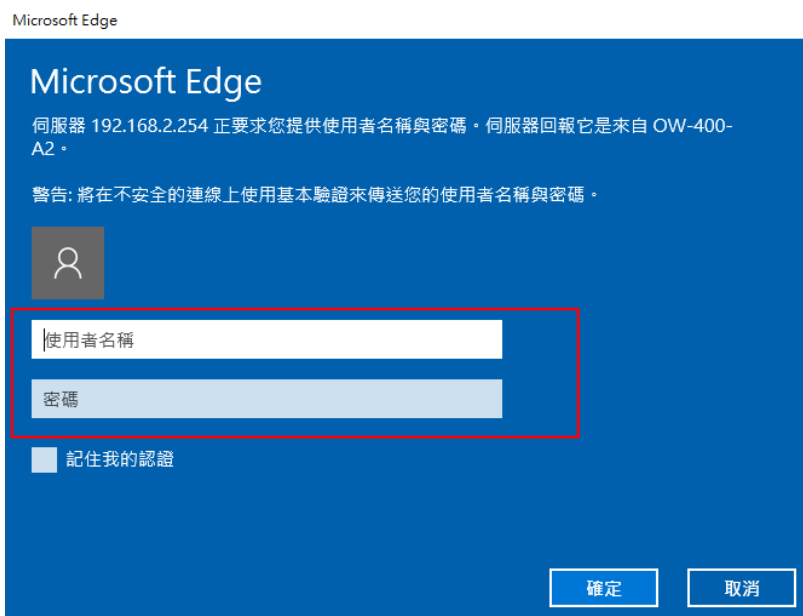 Microsoft Edge
Microsoft Edge
伺服器 192.168.2.254 正要求您提供使用者名稱與密碼。伺服器回報它是來自 OW-400-
A2。
警告: 將在不安全的連線上使用基本驗證來傳送您的使用者名稱與密碼。
使用者名稱
密碼
記住我的認證
確定
取消